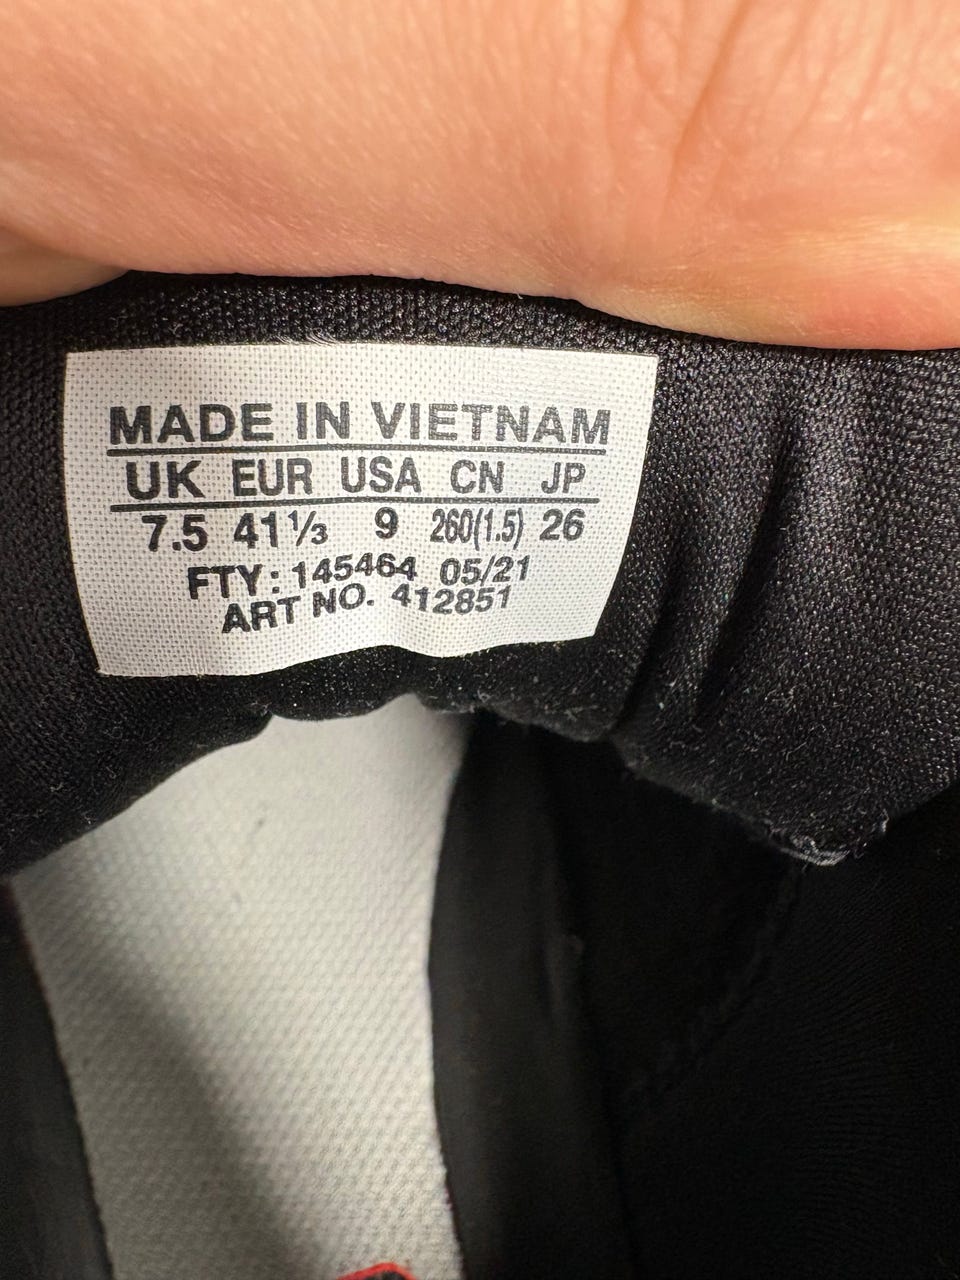 MADE IN VIETNAM
UK EUR USA CN JP
7.5 41⅓ 9 260(1.5) 26
FTY: 145464 05/21
ART NO. 412851